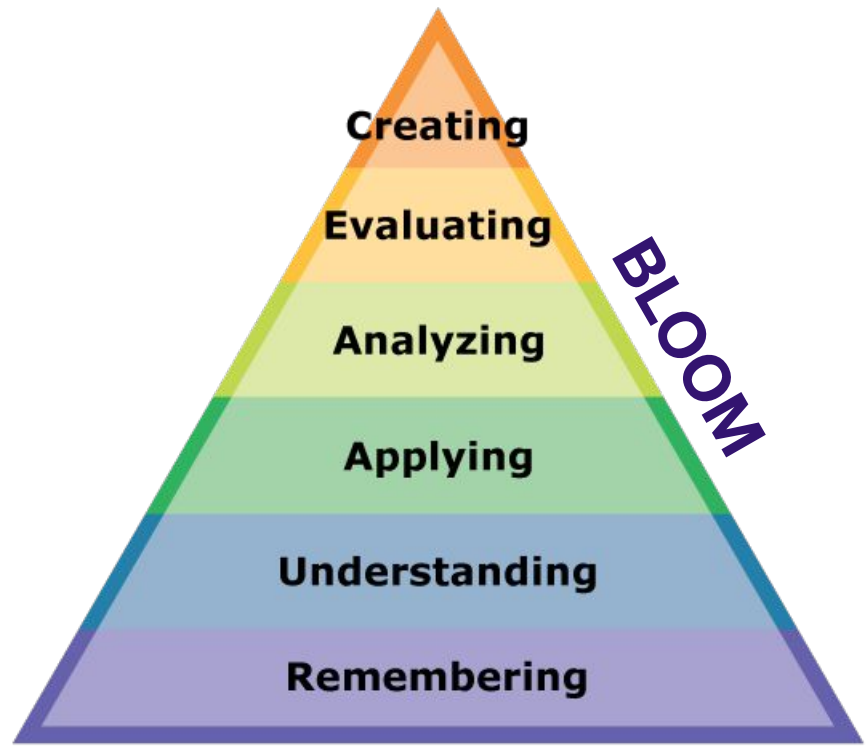 Creating
Evaluating
BLOOM
Analyzing
Applying
Understanding
Remembering